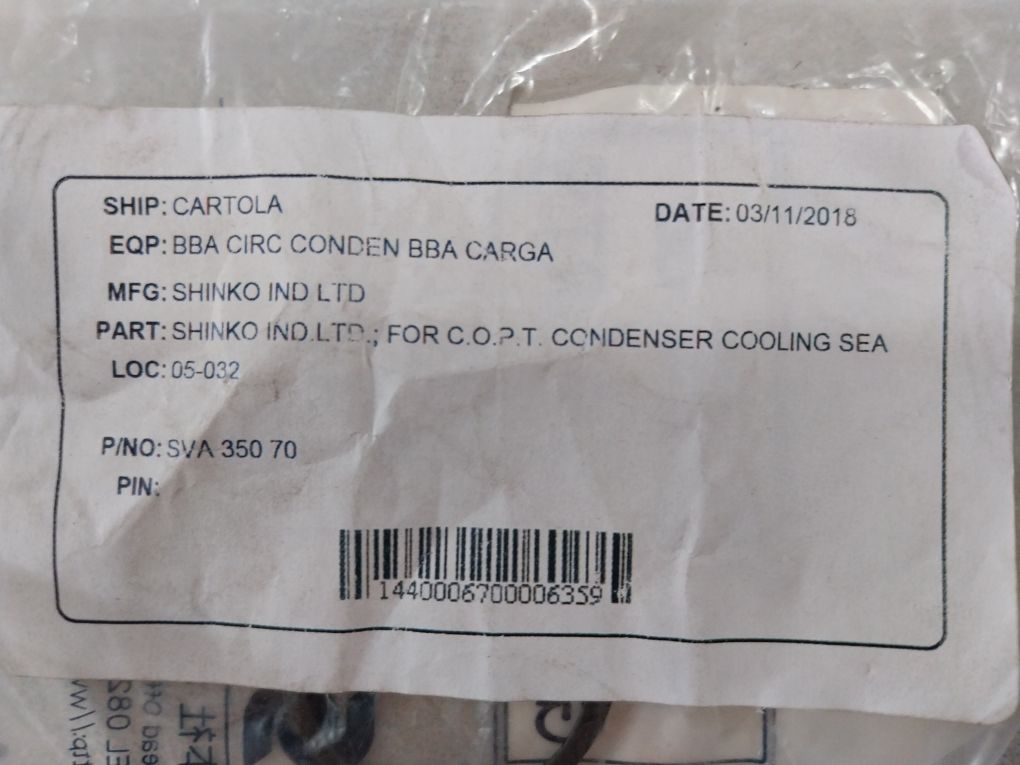 SHIP: CARTOLA
DATE: 03/11/2018
EQP: BBA CIRC CONDEN BBA CARGA
MFG: SHINKO IND LTD
PART: SHINKO IND.LTD.; FOR C.O.P.T. CONDENSER COOLING SEA
LOC: 05-032
P/NO: SVA 350 70
PIN:
1440006700006359